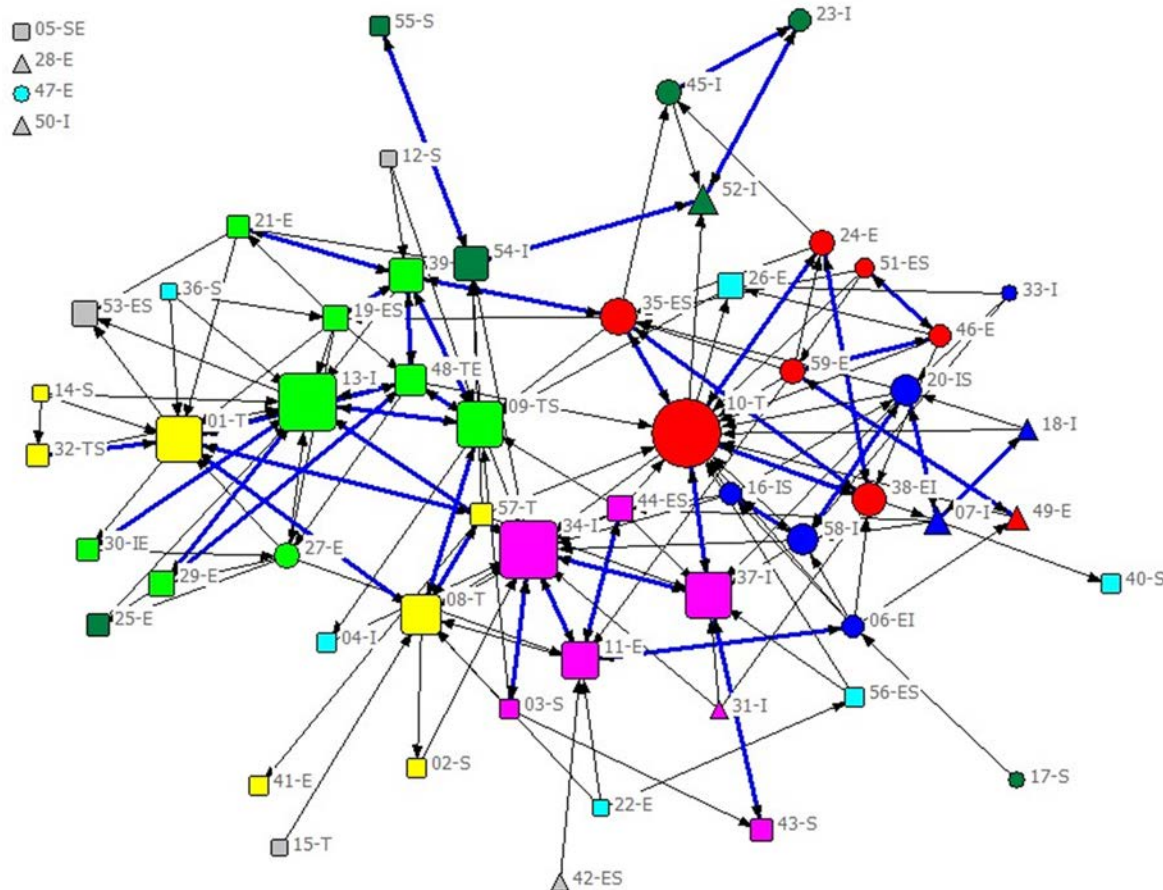 05-SE
28-E
47-E
50-I
55-S
23-I
45-I
12-S
52-I
21-E
54-I
24-E
39
51-ES
26-E
36-S
33-I
53-ES
19-ES
35-ES
46-E
59-E
48-TE
20-IS
13-I
14-S
09-TS
10-T
01-T
18-I
32-TS
16-IS
38-EI
44-ES
57-T
07-I
49-E
34-I
58-I
30-IE
27-E
37-I
29-E
40-S
08-T
25-E
06-EI
04-I
11-E
56-ES
03-S
31-I
02-S
17-S
41-E
22-E
43-S
15-T
42-ES